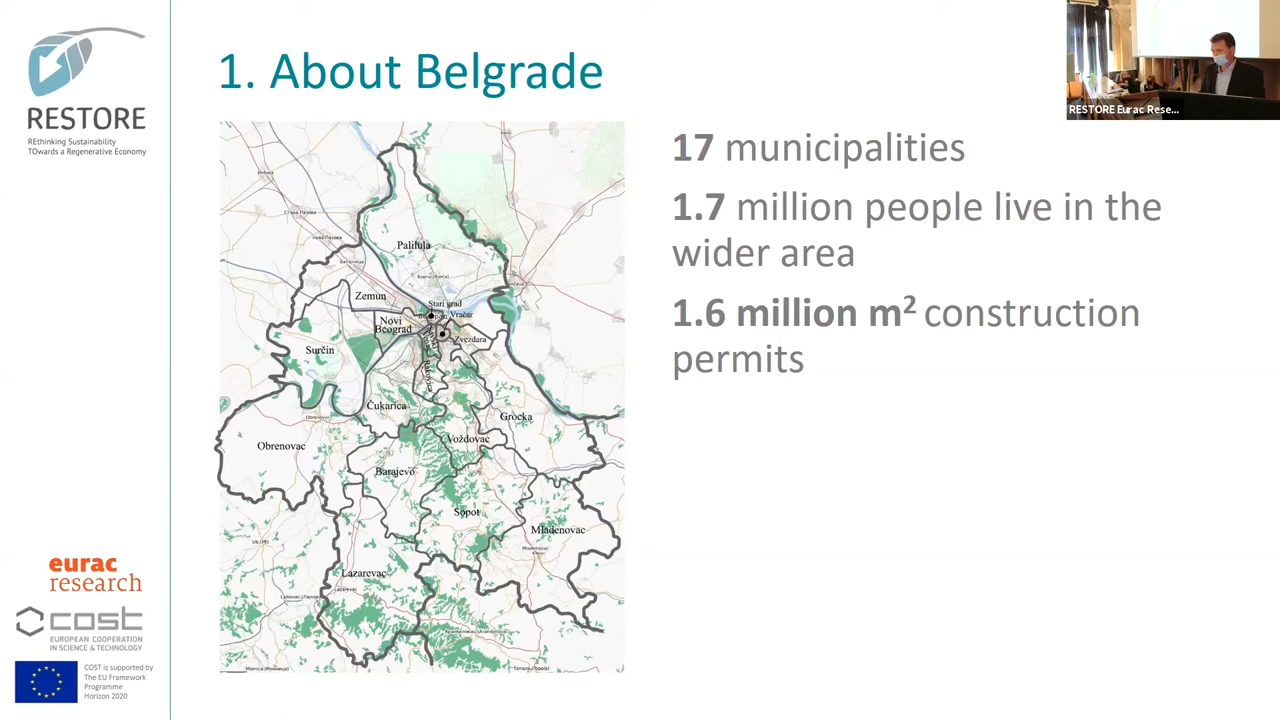 RESTORE
REthinking Sustainability
TOwards a Regenerative Economy
1. About Belgrade
RESTORE Eurac Rese...
17 municipalities
1.7 million people live in the
wider area
1.6 million m² construction
permits
Palilula
Zemun
Stari grad
Novi
Beograd
Vračar
Zvezdara
Surčin
Čukarica
Grocka
Obrenovac
Voždovac
Barajevo
Sopot
Mladenovac
Lazarevac
eurac
research
cost
EUROPEAN COOPERATION
IN SCIENCE & TECHNOLOGY
COST is supported by
The EU Framework
Programme
Horizon 2020